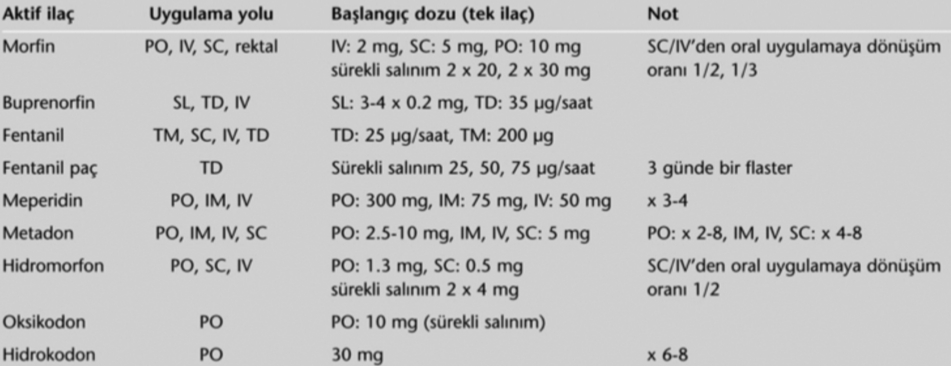 Aktif ilaç Uygulama yolu Başlangıç dozu (tek ilaç) Not
Morfin PO, IV, SC, rektal IV: 2 mg, SC: 5 mg, PO: 10 mg SC/IV'den oral uygulamaya dönüşüm
sürekli salınım 2 x 20, 2 x 30 mg oranı 1/2, 1/3
Buprenorfin SL, TD, IV SL: 3-4 x 0.2 mg, TD: 35 µg/saat
Fentanil TM, SC, IV, TD TD: 25 µg/saat, TM: 200 µg
Fentanil paç TD Sürekli salınım 25, 50, 75 µg/saat 3 günde bir flaster
Meperidin PO, IM, IV PO: 300 mg, IM: 75 mg, IV: 50 mg x 3-4
Metadon PO, IM, IV, SC PO: 2.5-10 mg, IM, IV, SC: 5 mg PO: x 2-8, IM, IV, SC: x 4-8
Hidromorfon PO, SC, IV PO: 1.3 mg, SC: 0.5 mg SC/IV'den oral uygulamaya dönüşüm
sürekli salınım 2 x 4 mg oranı 1/2
Oksikodon PO PO: 10 mg (sürekli salınım)
Hidrokodon PO 30 mg x 6-8